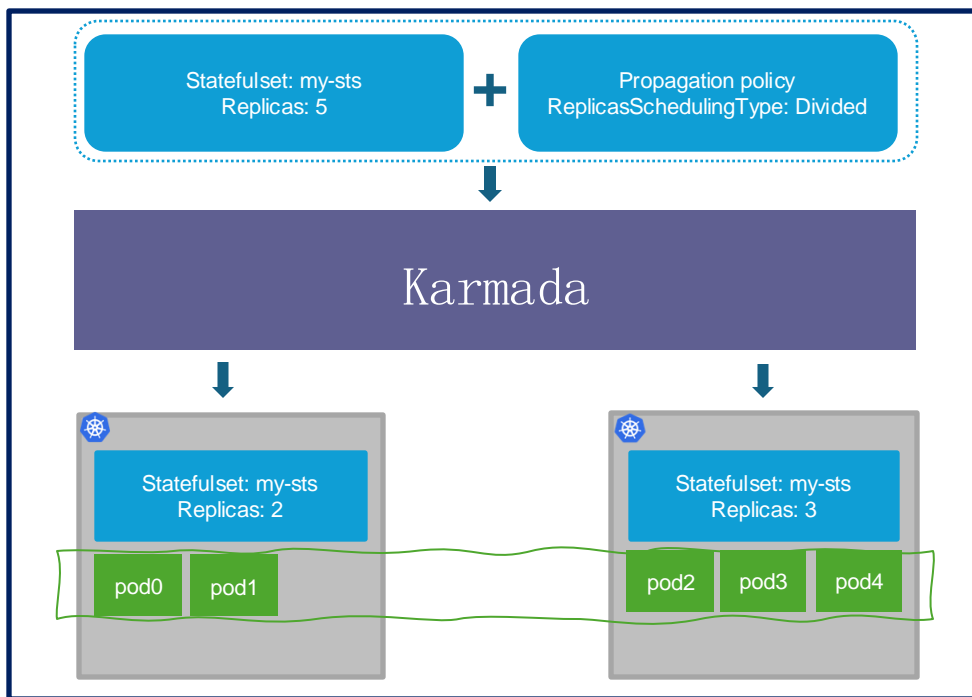 Statefulset: my-sts
Replicas: 5
Propagation policy
ReplicasSchedulingType: Divided
Karmada
Statefulset: my-sts
Replicas: 2
Statefulset: my-sts
Replicas: 3
pod0
pod1
pod2
pod3
pod4